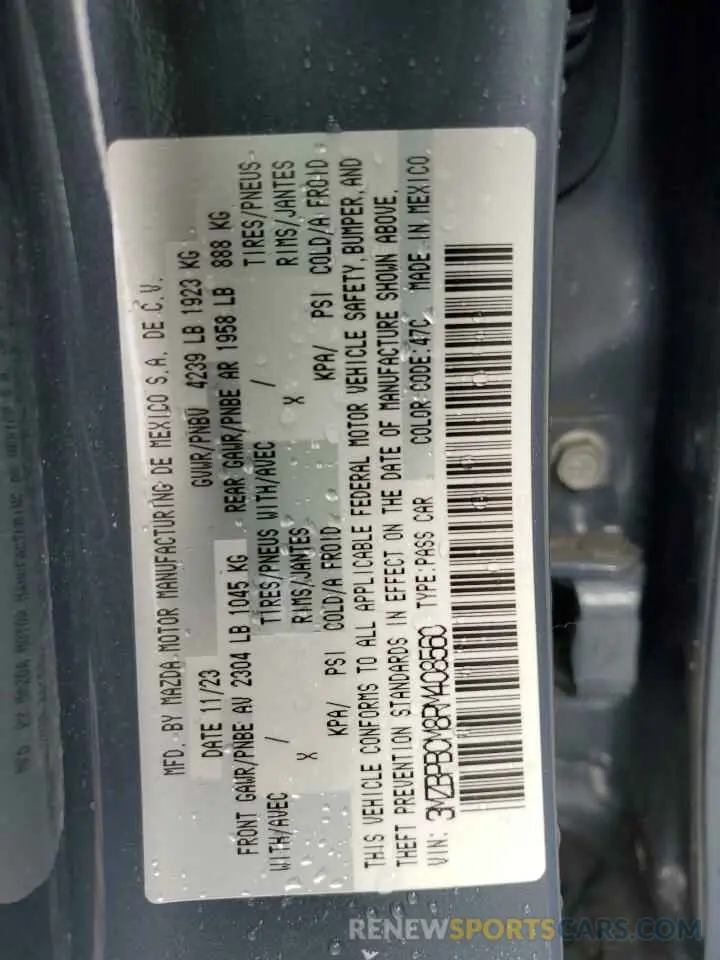 MFD. BY MAZDA MOTOR MANUFACTURING DE MEXICO S.A. DE C.V.
DATE 11/23 GVWR/PNBV 4239 LB 1923 KG
FRONT GAWR/PNBE AV 2304 LB 1045 KG REAR GAWR/PNBE AR 1958 LB 888 KG
WITH/AVEC / TIRES/PNEUS WITH/AVEC / TIRES/PNEUS
X RIMS/JANTES X RIMS/JANTES
KPA/ PSI COLD/A FROID KPA/ PSI COLD/A FROID
THIS VEHICLE CONFORMS TO ALL APPLICABLE FEDERAL MOTOR VEHICLE SAFETY, BUMPER, AND
THEFT PREVENTION STANDARDS IN EFFECT ON THE DATE OF MANUFACTURE SHOWN ABOVE.
VIN: 3MZBPBCM8RM408560 TYPE:PASS CAR COLOR CODE:47C MADE IN MEXICO
RENEWSPORTSCARS.COM